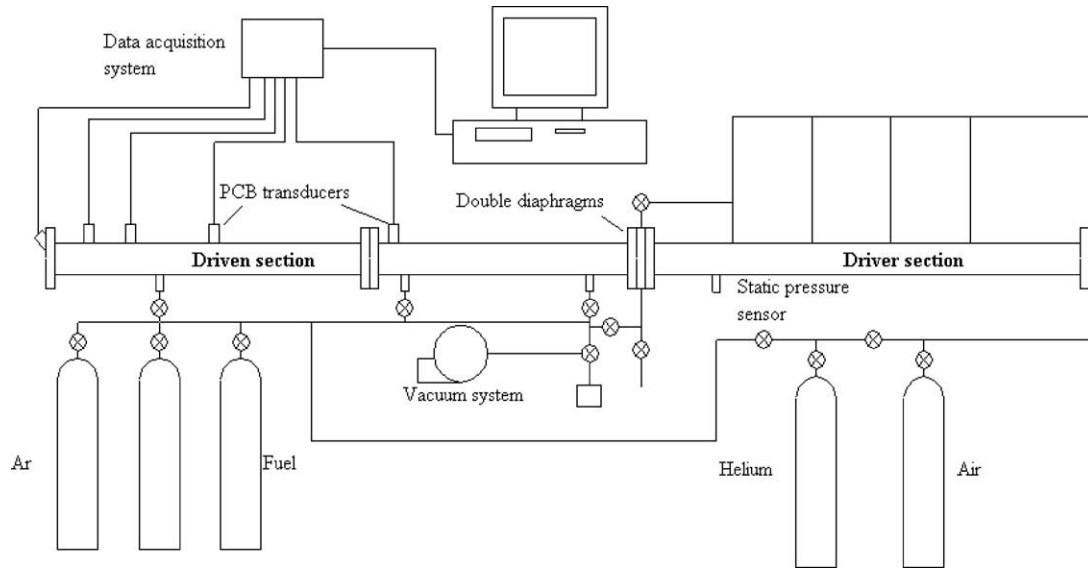 Data acquisition
system
PCB transducers
Double diaphragms
Driven section
Driver section
Static pressure
sensor
Vacuum system
Ar
Fuel
Helium
Air